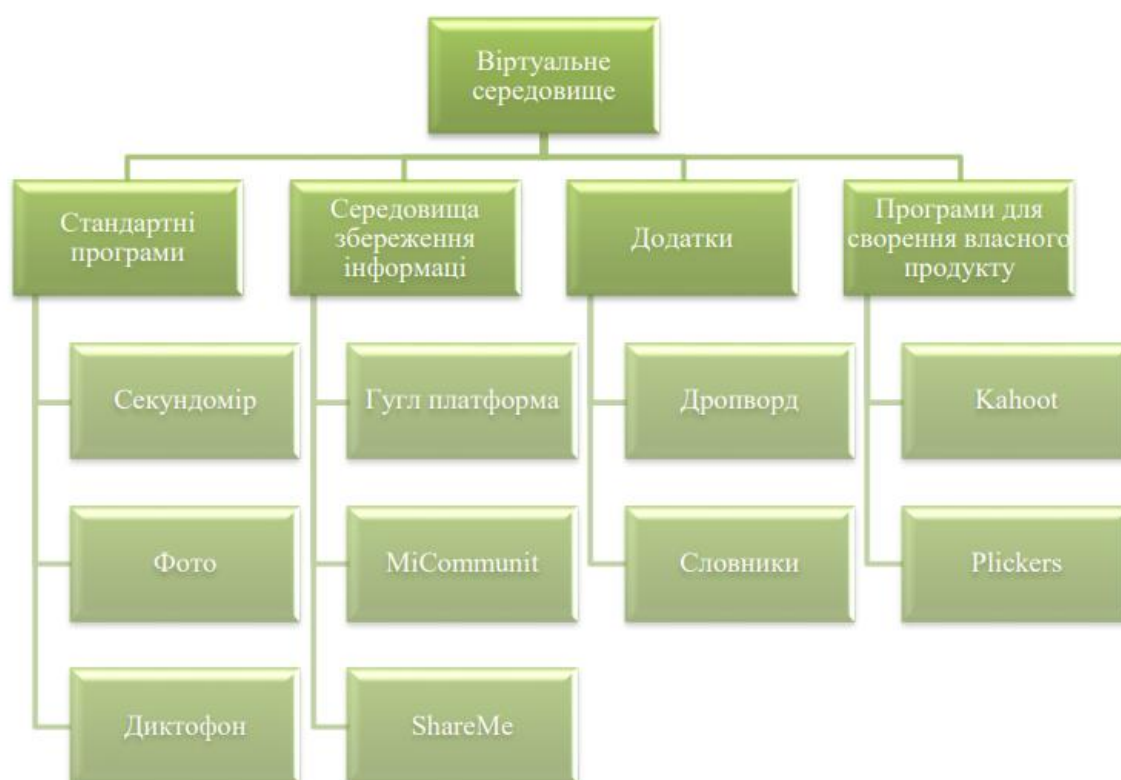 Віртуальне
середовище
Стандартні
програми
Середовища
збереження
інформаці
Додатки
Програми для
сворення власного
продукту
Секундомір
Гугл платформа
Дропворд
Kahoot
Фото
MiCommunit
Словники
Plickers
Диктофон
ShareMe